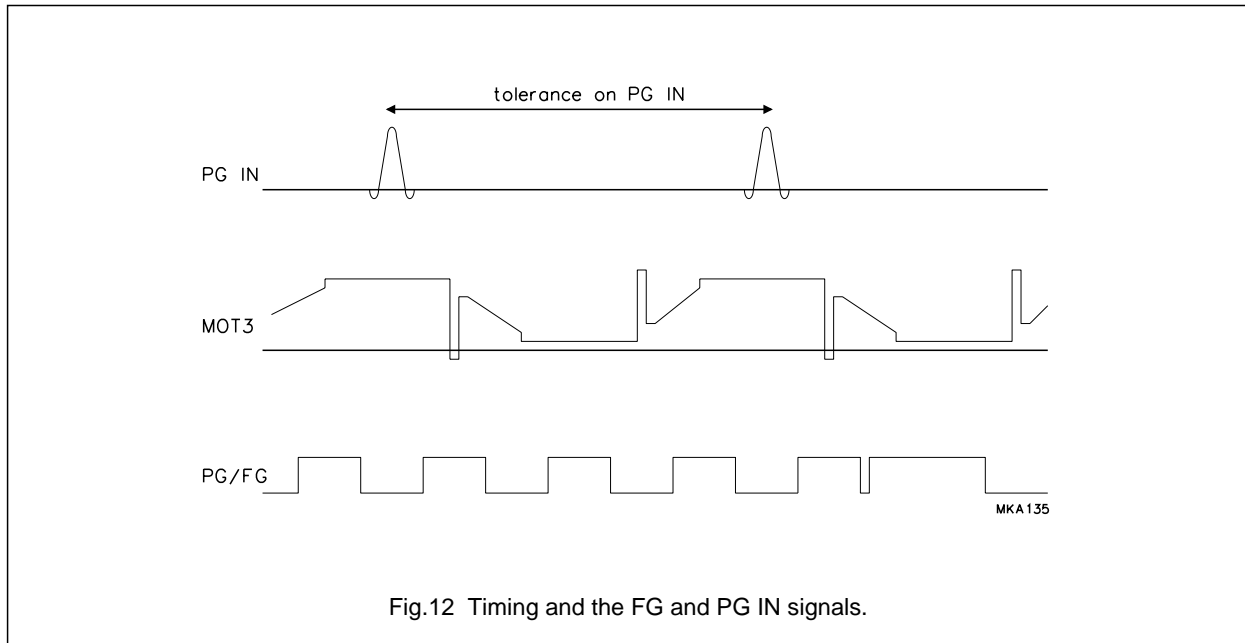 tolerance on PG IN
PG IN
MOT3
PG/FG
MKA135
Fig.12 Timing and the FG and PG IN signals.